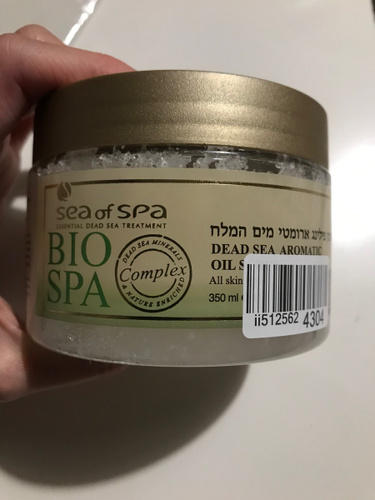 sea of spa
ESSENTIAL DEAD SEA TREATMENT
BIO
SPA
DEAD SEA MINERALS
Complex
& NATURE ENRICHED
פילינג ארומטי מים המלח
DEAD SEA AROMATIC
OIL
All skin
350 ml
ii512562 4304